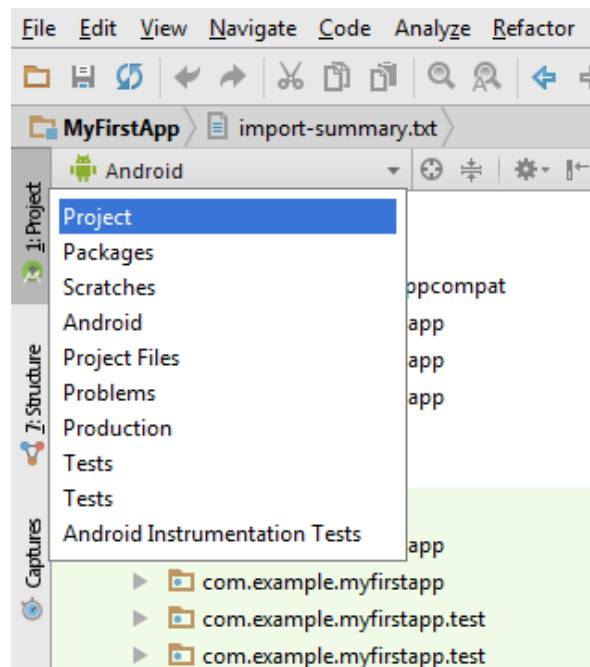 File Edit View Navigate Code Analyze Refactor
MyFirstApp import-summary.txt
Android
1: Project
7: Structure
Captures
Project
Packages
Scratches
Android
Project Files
Problems
Production
Tests
Tests
Android Instrumentation Tests
ppcompat
app
app
app
app
com.example.myfirstapp
com.example.myfirstapp.test
com.example.myfirstapp.test